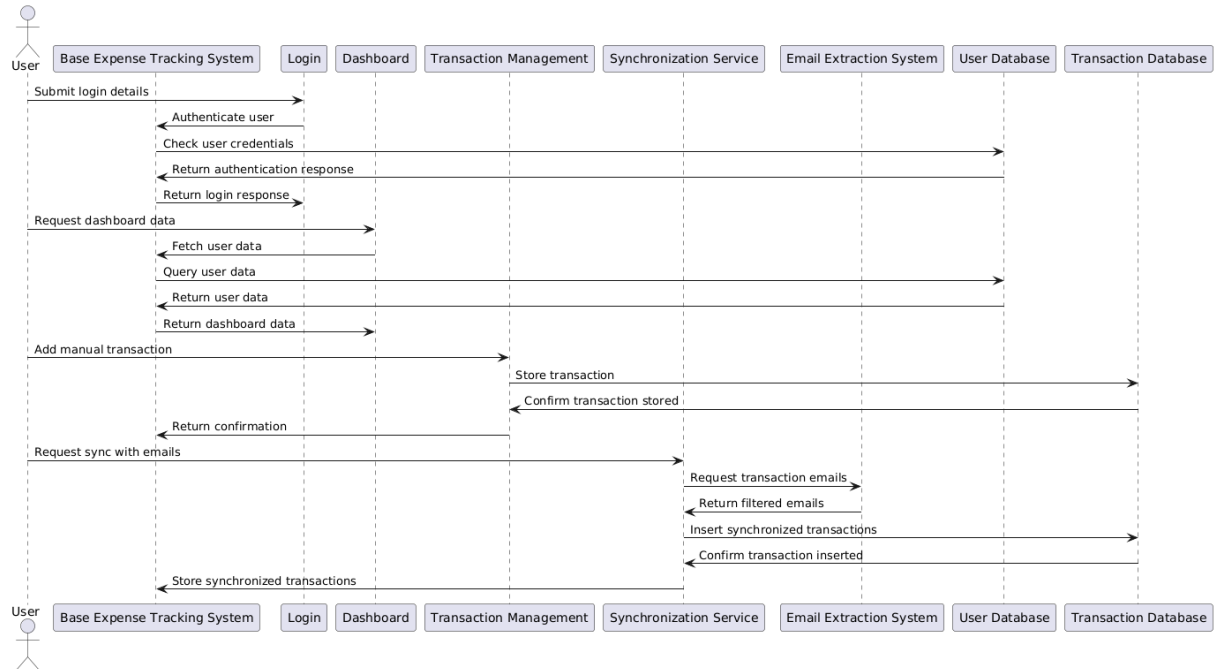 User
Base Expense Tracking System
Login
Dashboard
Transaction Management
Synchronization Service
Email Extraction System
User Database
Transaction Database
Submit login details
Authenticate user
Check user credentials
Return authentication response
Return login response
Request dashboard data
Fetch user data
Query user data
Return user data
Return dashboard data
Add manual transaction
Store transaction
Confirm transaction stored
Return confirmation
Request sync with emails
Request transaction emails
Return filtered emails
Insert synchronized transactions
Confirm transaction inserted
Store synchronized transactions
User
Base Expense Tracking System
Login
Dashboard
Transaction Management
Synchronization Service
Email Extraction System
User Database
Transaction Database